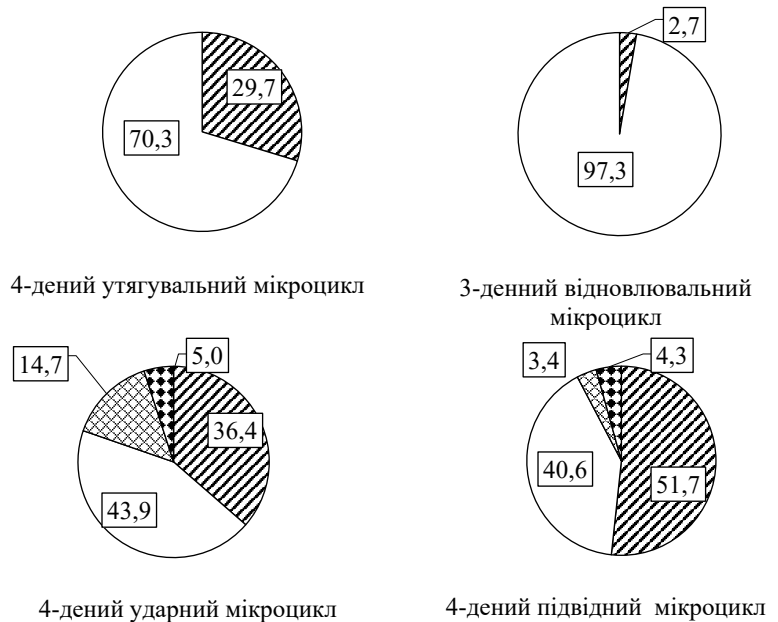 2,7
29,7
70,3
97,3
4-дений утягувальний мікроцикл
3-денний відновлювальний
мікроцикл
14,7
5,0
3,4
4,3
36,4
40,6
51,7
43,9
4-дений ударний мікроцикл
4-дений підвідний мікроцикл